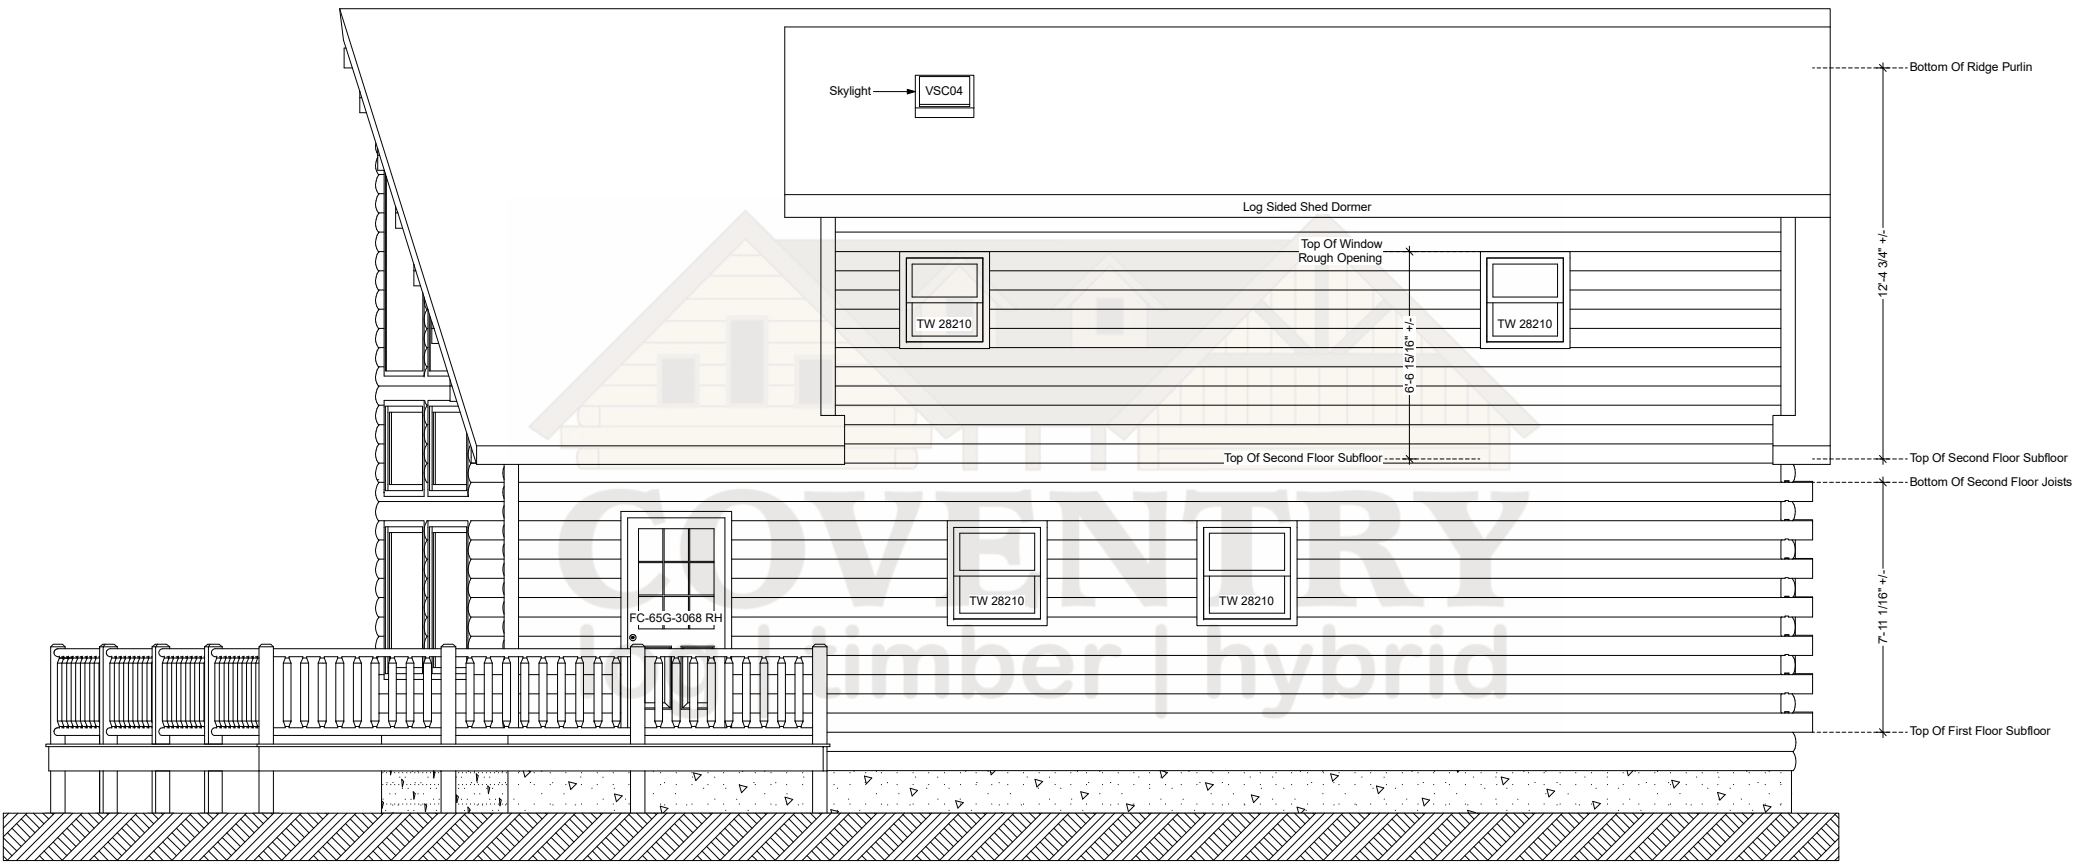 Bottom Of Ridge Purlin
Skylight
VSC04
Log Sided Shed Dormer
Top Of Window
Rough Opening
12'-4 3/4" +/-
TW 28210
TW 28210
6'-6 15/16" +/-
Top Of Second Floor Subfloor
Top Of Second Floor Subfloor
Bottom Of Second Floor Joists
COVENTRY
TW 28210
TW 28210
FC-65G-3068 RH
7'-11 1/16" +/-
log | timber | hybrid
Top Of First Floor Subfloor